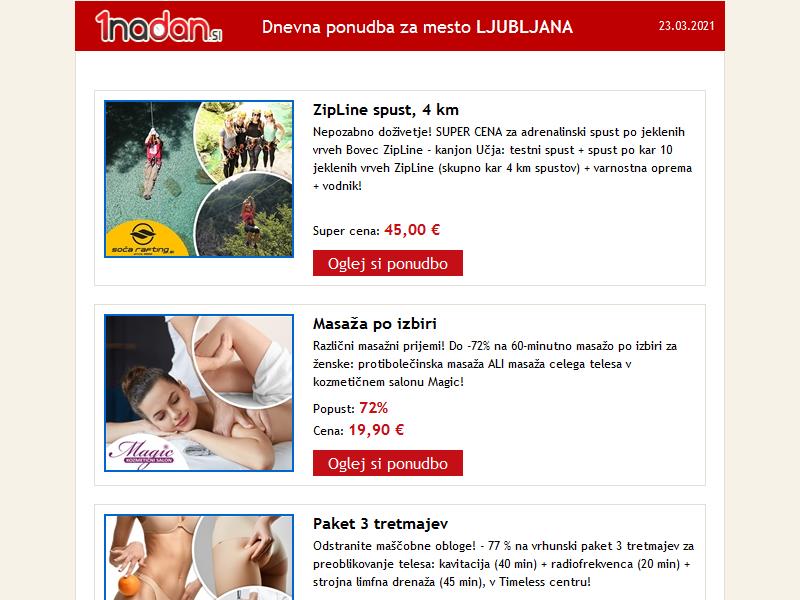 1nadan.si
Dnevna ponudba za mesto LJUBLJANA
23.03.2021
ZipLine spust, 4 km
Nepozabno doživetje! SUPER CENA za adrenalinski spust po jeklenih
vrveh Bovec ZipLine - kanjon Učja: testni spust + spust po kar 10
jeklenih vrveh ZipLine (skupno kar 4 km spustov) + varnostna oprema
+ vodnik!
Super cena: 45,00 €
Oglej si ponudbo
soča rafting.si
Masaža po izbiri
Različni masažni prijemi! Do -72% na 60-minutno masažo po izbiri za
ženske: protibolečinska masaža ALI masaža celega telesa v
kozmetičnem salonu Magic!
Popust: 72%
Cena: 19,90 €
Oglej si ponudbo
Magic
KOZMETIČNI SALON
Paket 3 tretmajev
Odstranite maščobne obloge! - 77 % na vrhunski paket 3 tretmajev za
preoblikovanje telesa: kavitacija (40 min) + radiofrekvenca (20 min) +
strojna limfna drenaža (45 min), v Timeless centru!